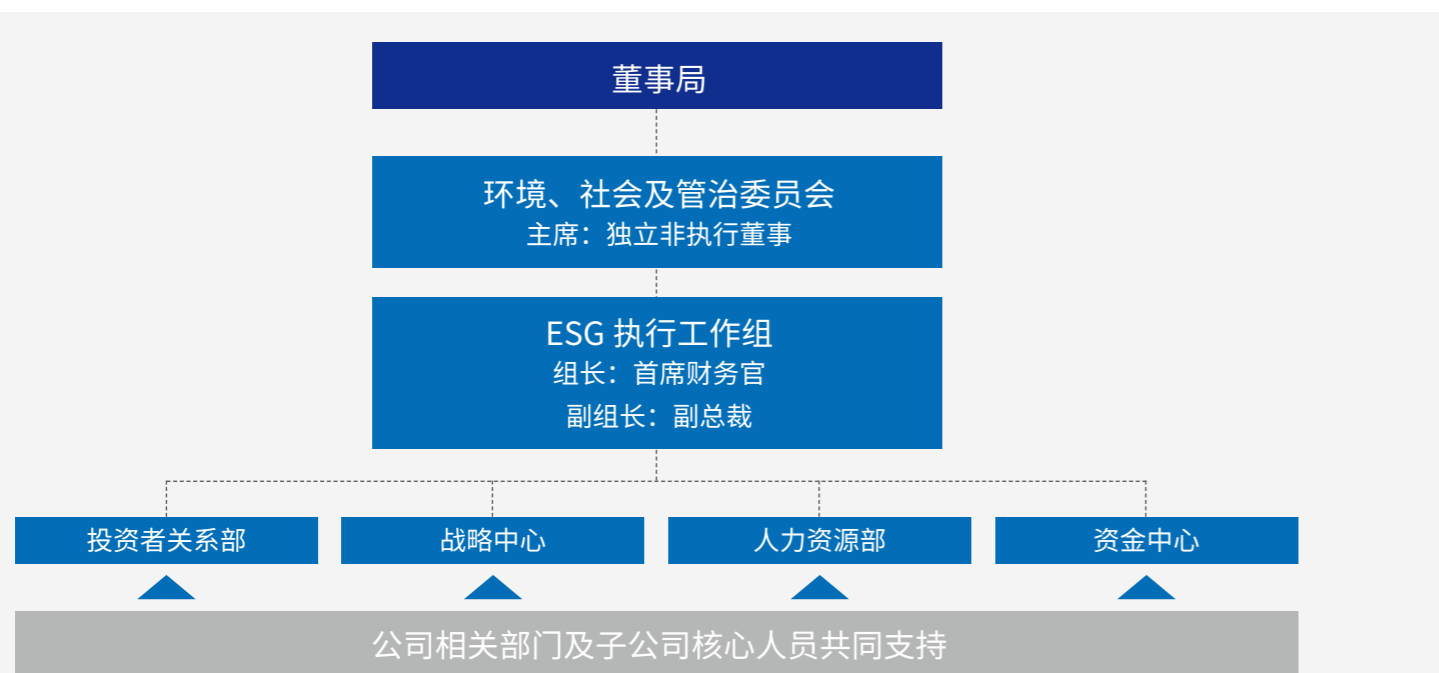 董事局
环境、社会及管治委员会
主席：独立非执行董事
ESG 执行工作组
组长：首席财务官
副组长：副总裁
投资者关系部
战略中心
人力资源部
资金中心
公司相关部门及子公司核心人员共同支持